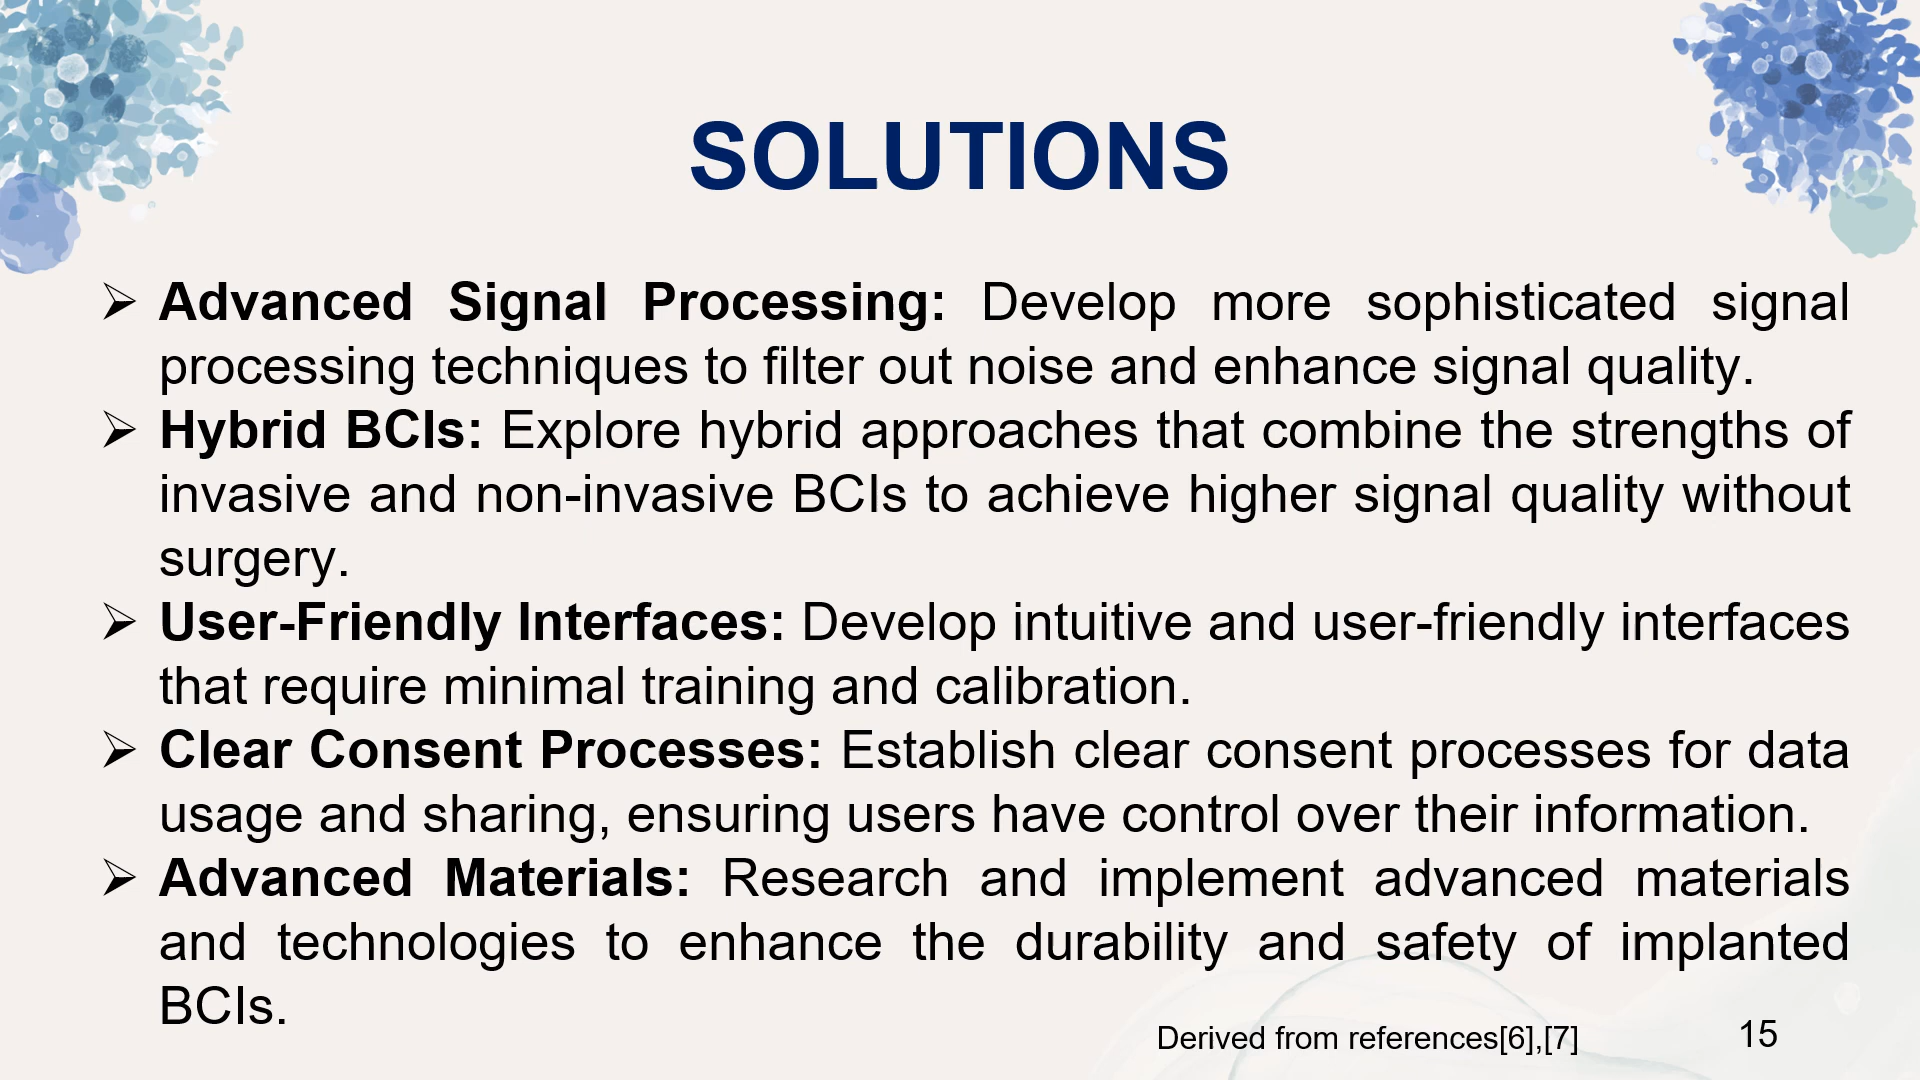 SOLUTIONS
➢ Advanced Signal Processing: Develop more sophisticated signal
processing techniques to filter out noise and enhance signal quality.
➢ Hybrid BCIs: Explore hybrid approaches that combine the strengths of
invasive and non-invasive BCIs to achieve higher signal quality without
surgery.
➢ User-Friendly Interfaces: Develop intuitive and user-friendly interfaces
that require minimal training and calibration.
➢ Clear Consent Processes: Establish clear consent processes for data
usage and sharing, ensuring users have control over their information.
➢ Advanced Materials: Research and implement advanced materials
and technologies to enhance the durability and safety of implanted
BCIs.
Derived from references[6],[7]
15